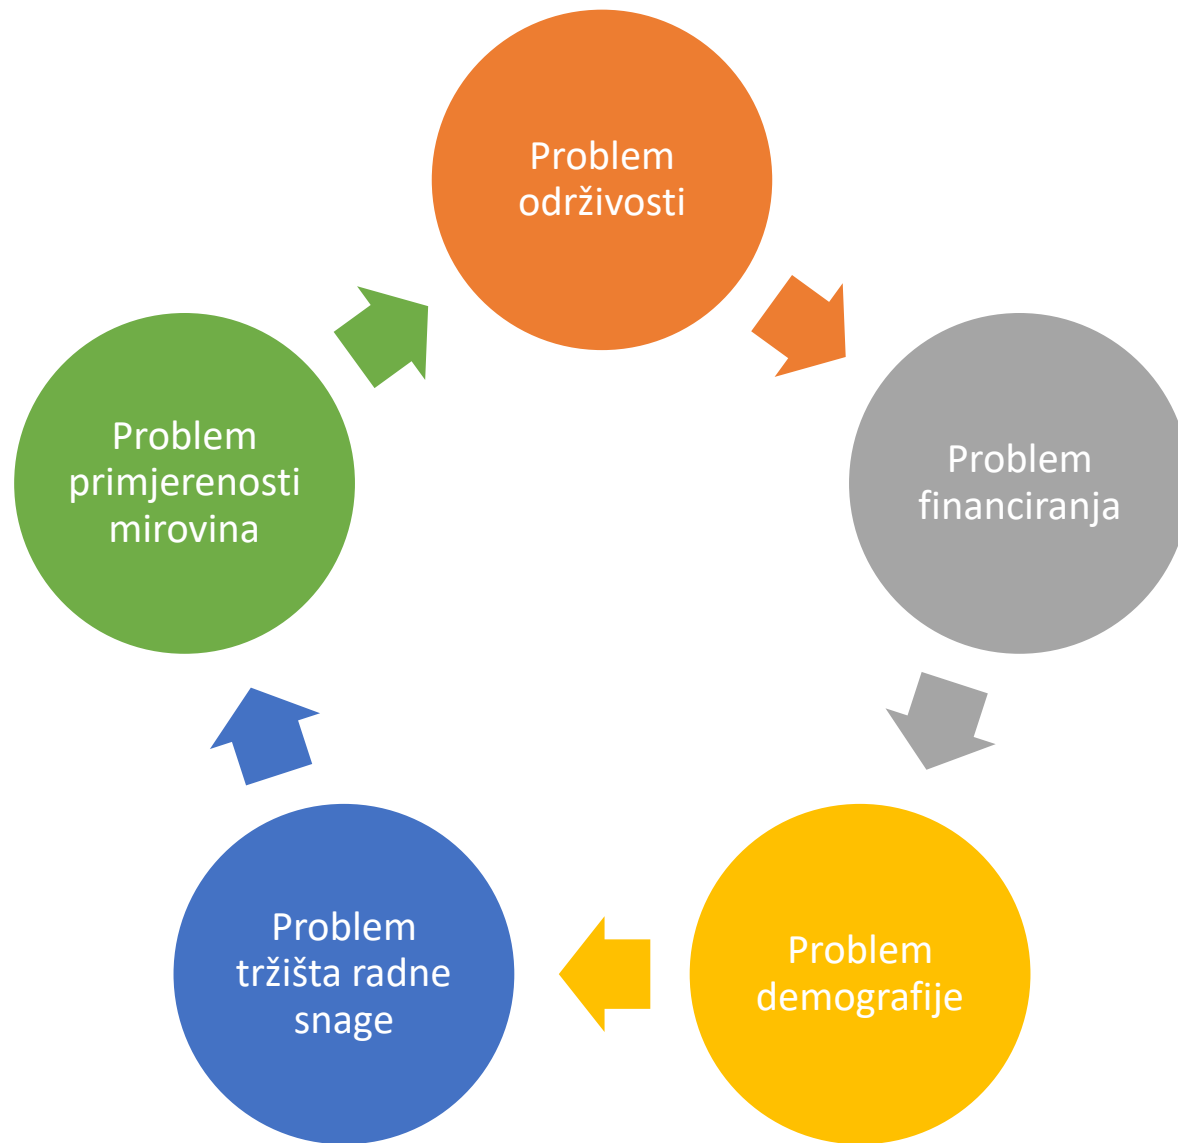 Problem
održivosti
Problem
financiranja
Problem
demografije
Problem
tržišta radne
snage
Problem
primjerenosti
mirovina